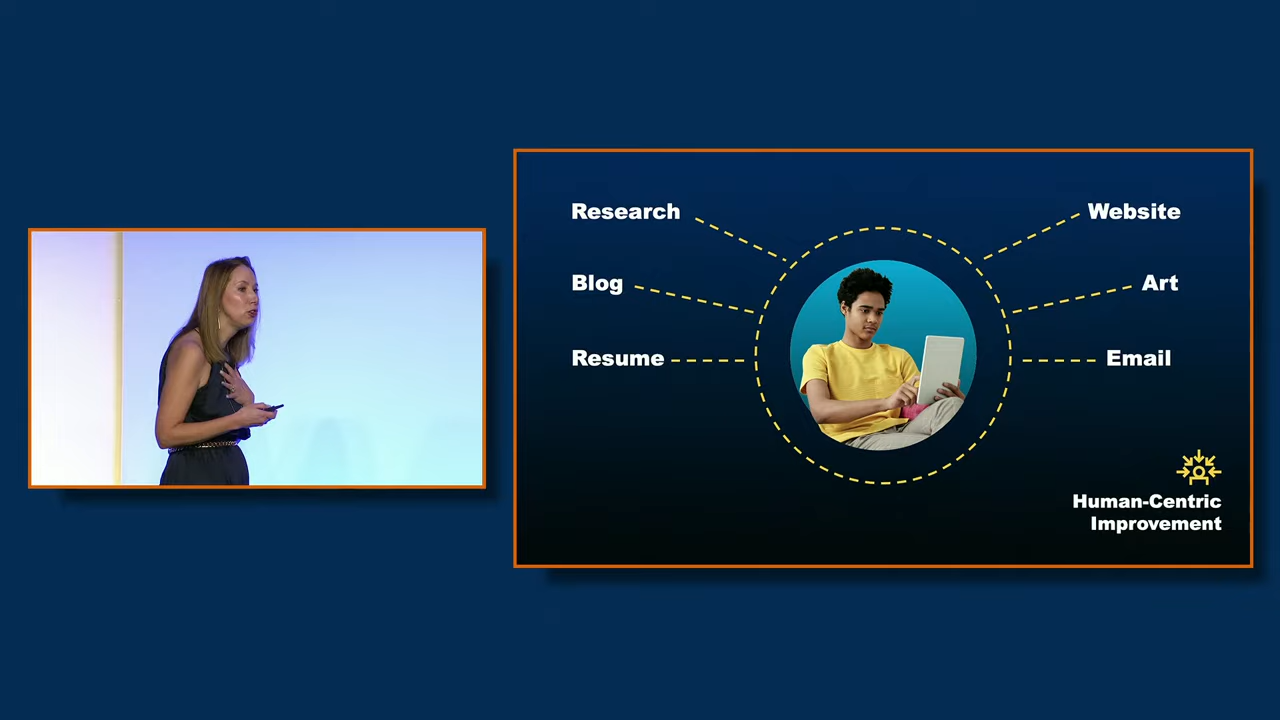 Research
Blog
Resume
Website
Art
Email
Human-Centric
Improvement